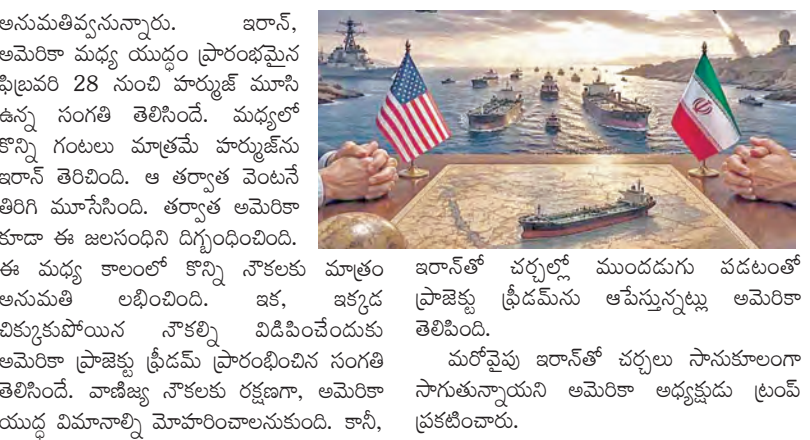 అనుమతివ్వనున్నారు. ఇరాన్,
అమెరికా మధ్య యుద్ధం ప్రారంభమైన
ఫిబ్రవరి 28 నుంచి హర్ముజ్ మూసి
ఉన్న సంగతి తెలిసిందే. మధ్యలో
కొన్ని గంటలు మాత్రమే హర్ముజ్‌ను
ఇరాన్ తెరిచింది. ఆ తర్వాత వెంటనే
తిరిగి మూసేసింది. తర్వాత అమెరికా
కూడా ఈ జలసంధిని దిగ్బంధించింది.
ఈ మధ్య కాలంలో కొన్ని నౌకలకు మాత్రం
అనుమతి లభించింది. ఇక, ఇక్కడ
చిక్కుకుపోయిన నౌకల్ని విడిపించేందుకు
అమెరికా ప్రాజెక్టు ఫ్రీడమ్ ప్రారంభించిన సంగతి
తెలిసిందే. వాణిజ్య నౌకలకు రక్షణగా, అమెరికా
యుద్ధ విమానాల్ని మోహరించాలనుకుంది. కానీ,
ఇరాన్‌తో చర్చల్లో ముందడుగు పడటంతో
ప్రాజెక్టు ఫ్రీడమ్‌ను ఆపేస్తున్నట్లు అమెరికా
తెలిపింది.
మరోవైపు ఇరాన్‌తో చర్చలు సానుకూలంగా
సాగుతున్నాయని అమెరికా అధ్యక్షుడు ట్రంప్
ప్రకటించారు.